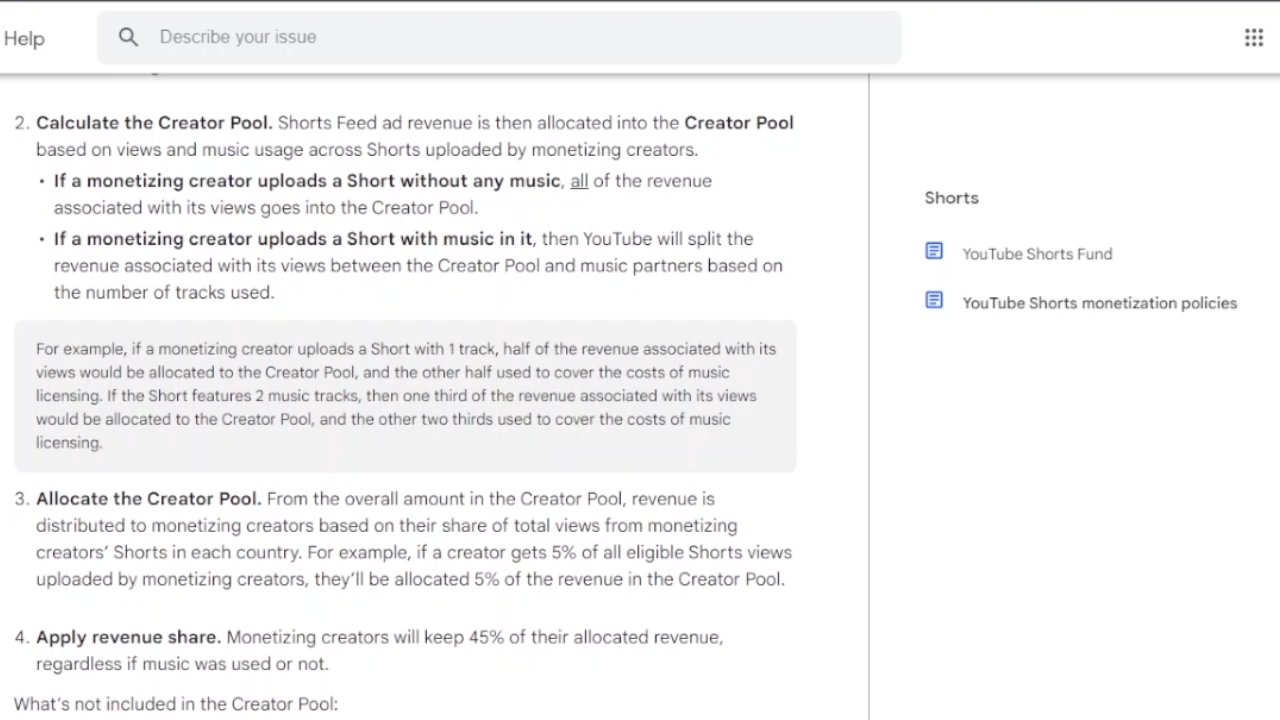 Help
Describe your issue
2. Calculate the Creator Pool. Shorts Feed ad revenue is then allocated into the Creator Pool
based on views and music usage across Shorts uploaded by monetizing creators.
• If a monetizing creator uploads a Short without any music, all of the revenue
associated with its views goes into the Creator Pool.
• If a monetizing creator uploads a Short with music in it, then YouTube will split the
revenue associated with its views between the Creator Pool and music partners based on
the number of tracks used.
For example, if a monetizing creator uploads a Short with 1 track, half of the revenue associated with its
views would be allocated to the Creator Pool, and the other half used to cover the costs of music
licensing. If the Short features 2 music tracks, then one third of the revenue associated with its views
would be allocated to the Creator Pool, and the other two thirds used to cover the costs of music
licensing.
3. Allocate the Creator Pool. From the overall amount in the Creator Pool, revenue is
distributed to monetizing creators based on their share of total views from monetizing
creators’ Shorts in each country. For example, if a creator gets 5% of all eligible Shorts views
uploaded by monetizing creators, they’ll be allocated 5% of the revenue in the Creator Pool.
4. Apply revenue share. Monetizing creators will keep 45% of their allocated revenue,
regardless if music was used or not.
What’s not included in the Creator Pool:
Shorts
YouTube Shorts Fund
YouTube Shorts monetization policies